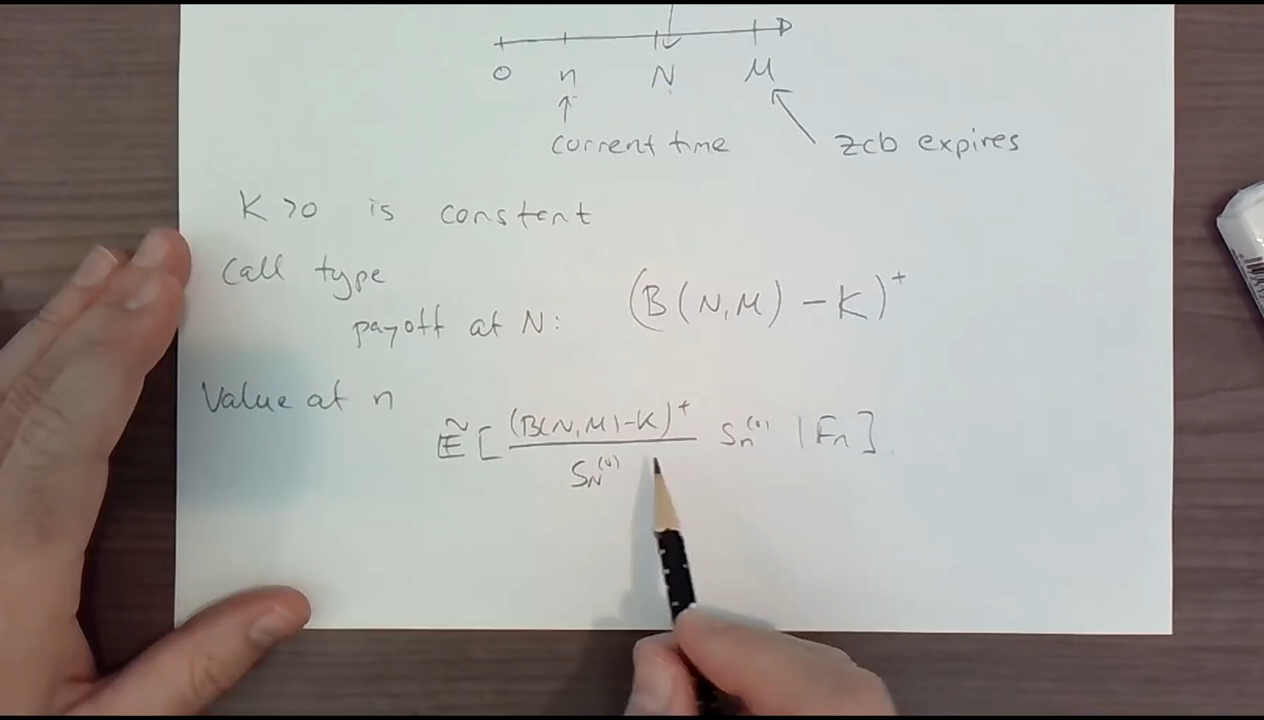 0 n N M
current time
zcb expires
K >0 is constant
Call type
payoff at N: (B(N,M) - K)⁺
Value at n
Ẽ [ (B(N,M)-K)⁺ / S_N^(0) S_n^(0) | F_n ]